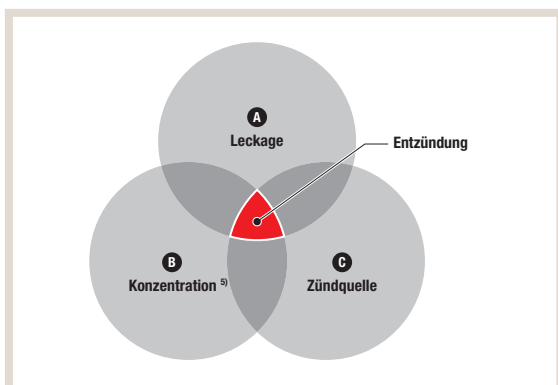 A
Leckage
Entzündung
B
Konzentration 5)
C
Zündquelle